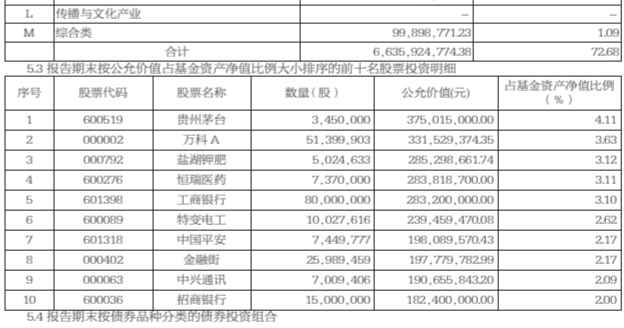 L 传播与文化产业 – –
M 综合类 99,898,771.23 1.09
合计 6,635,924,774.38 72.68
5.3 报告期末按公允价值占基金资产净值比例大小排序的前十名股票投资明细
序号 股票代码 股票名称 数量(股) 公允价值(元) 占基金资产净值比例
(%)
1 600519 贵州茅台 3,450,000 375,015,000.00 4.11
2 000002 万科 A 51,399,903 331,529,374.35 3.63
3 000792 盐湖钾肥 5,024,633 285,298,661.74 3.12
4 600276 恒瑞医药 7,370,000 283,818,700.00 3.11
5 601398 工商银行 80,000,000 283,200,000.00 3.10
6 600089 特变电工 10,027,616 239,459,470.08 2.62
7 601318 中国平安 7,449,777 198,089,570.43 2.17
8 000402 金融街 25,989,459 197,779,782.99 2.17
9 000063 中兴通讯 7,009,406 190,655,843.20 2.09
10 600036 招商银行 15,000,000 182,400,000.00 2.00
5.4 报告期末按债券品种分类的债券投资组合